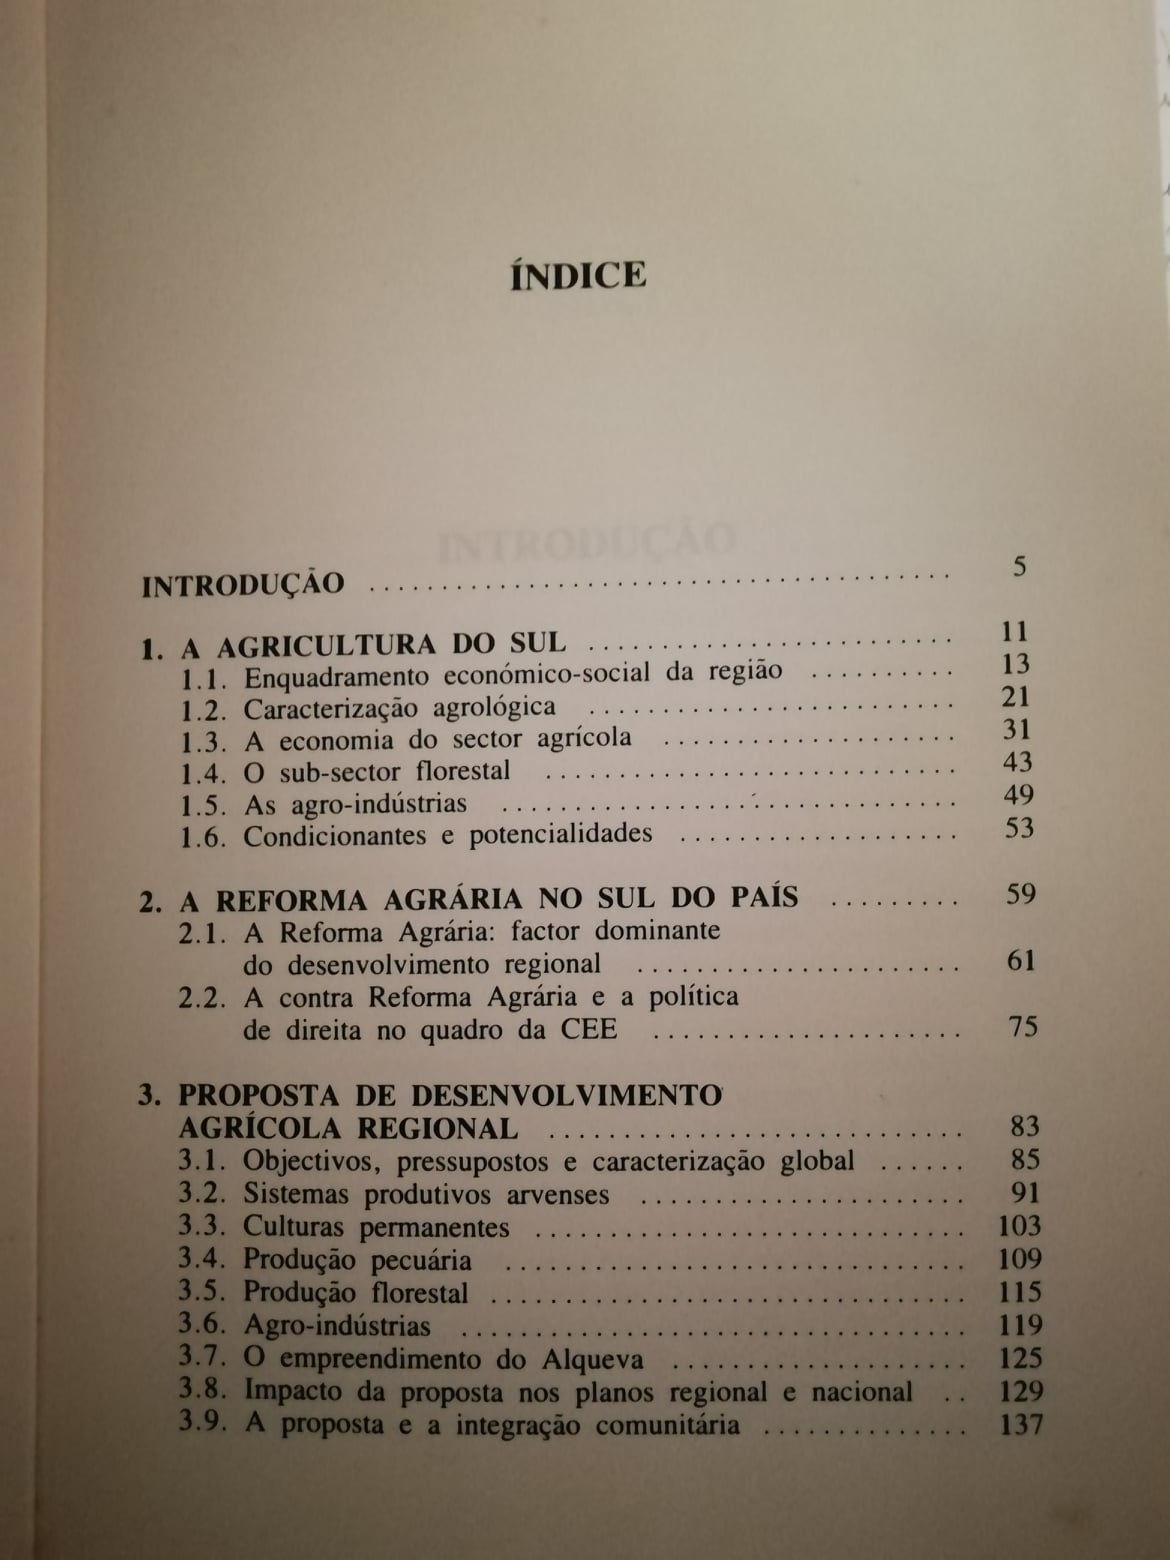 ÍNDICE
INTRODUÇÃO
INTRODUÇÃO ........................................ 5
1. A AGRICULTURA DO SUL ......................... 11
1.1. Enquadramento económico-social da região .......... 13
1.2. Caracterização agrológica ......................... 21
1.3. A economia do sector agrícola .................... 31
1.4. O sub-sector florestal ............................ 43
1.5. As agro-indústrias ............................... 49
1.6. Condicionantes e potencialidades ................... 53
2. A REFORMA AGRÁRIA NO SUL DO PAÍS ......... 59
2.1. A Reforma Agrária: factor dominante
do desenvolvimento regional ...................... 61
2.2. A contra Reforma Agrária e a política
de direita no quadro da CEE ..................... 75
3. PROPOSTA DE DESENVOLVIMENTO
AGRÍCOLA REGIONAL ............................ 83
3.1. Objectivos, pressupostos e caracterização global ...... 85
3.2. Sistemas produtivos arvenses ...................... 91
3.3. Culturas permanentes ............................. 103
3.4. Produção pecuária ............................... 109
3.5. Produção florestal ................................ 115
3.6. Agro-indústrias .................................. 119
3.7. O empreendimento do Alqueva .................... 125
3.8. Impacto da proposta nos planos regional e nacional .. 129
3.9. A proposta e a integração comunitária .............. 137